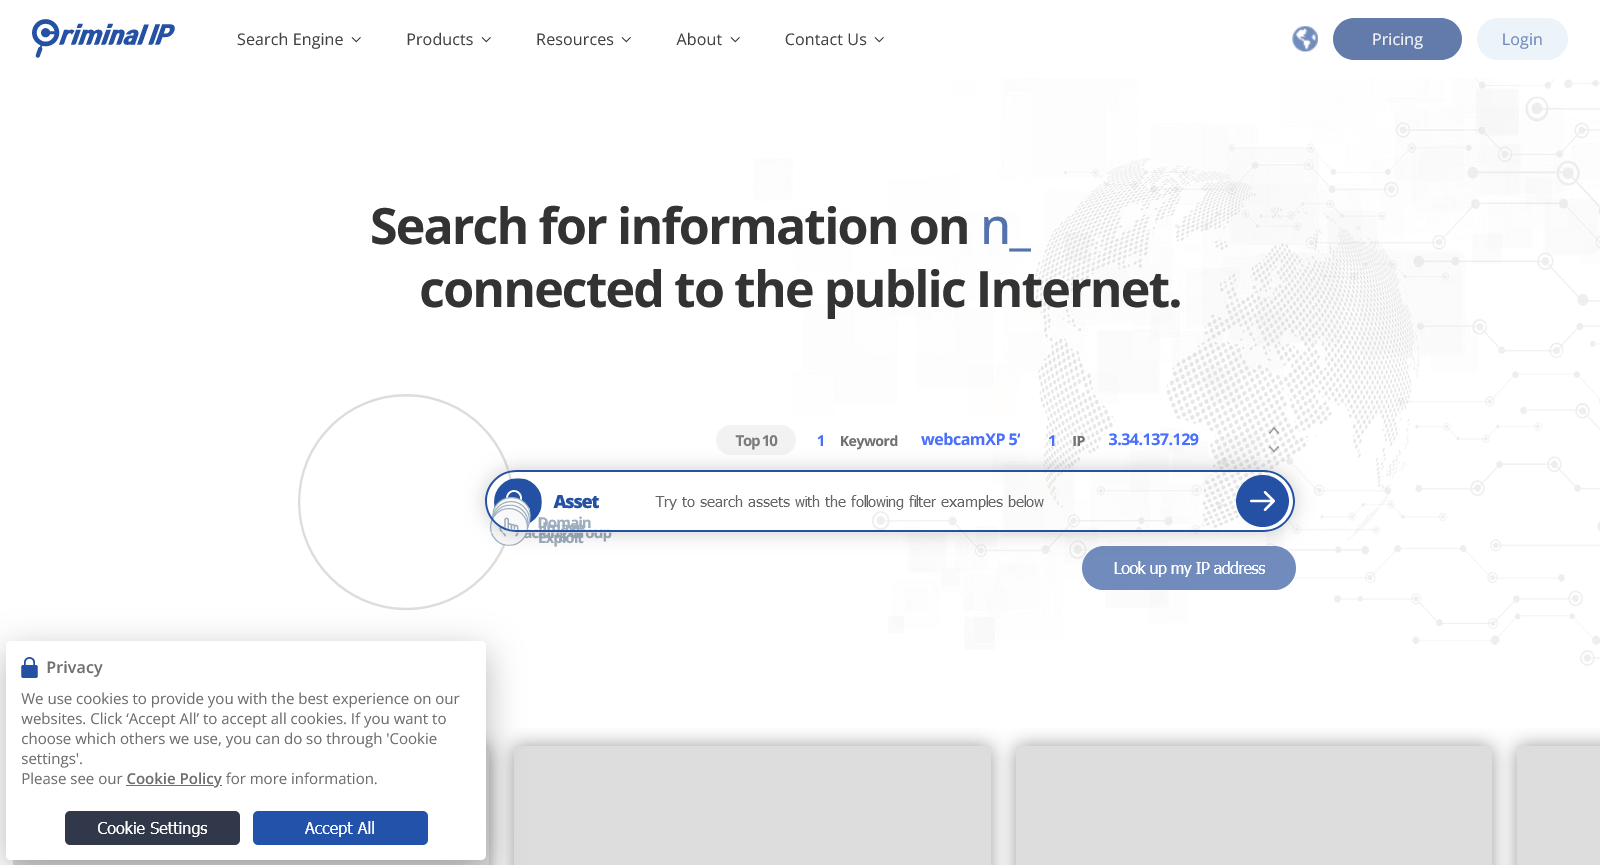 Criminal IP
Search Engine
Products
Resources
About
Contact Us
Pricing
Login
Search for information on n_
connected to the public Internet.
Top 10
1 Keyword webcamXP 5’
1 IP 3.34.137.129
Asset
Try to search assets with the following filter examples below
Domain
Exploit
Look up my IP address
Privacy
We use cookies to provide you with the best experience on our
websites. Click ‘Accept All’ to accept all cookies. If you want to
choose which others we use, you can do so through 'Cookie
settings'.
Please see our Cookie Policy for more information.
Cookie Settings
Accept All